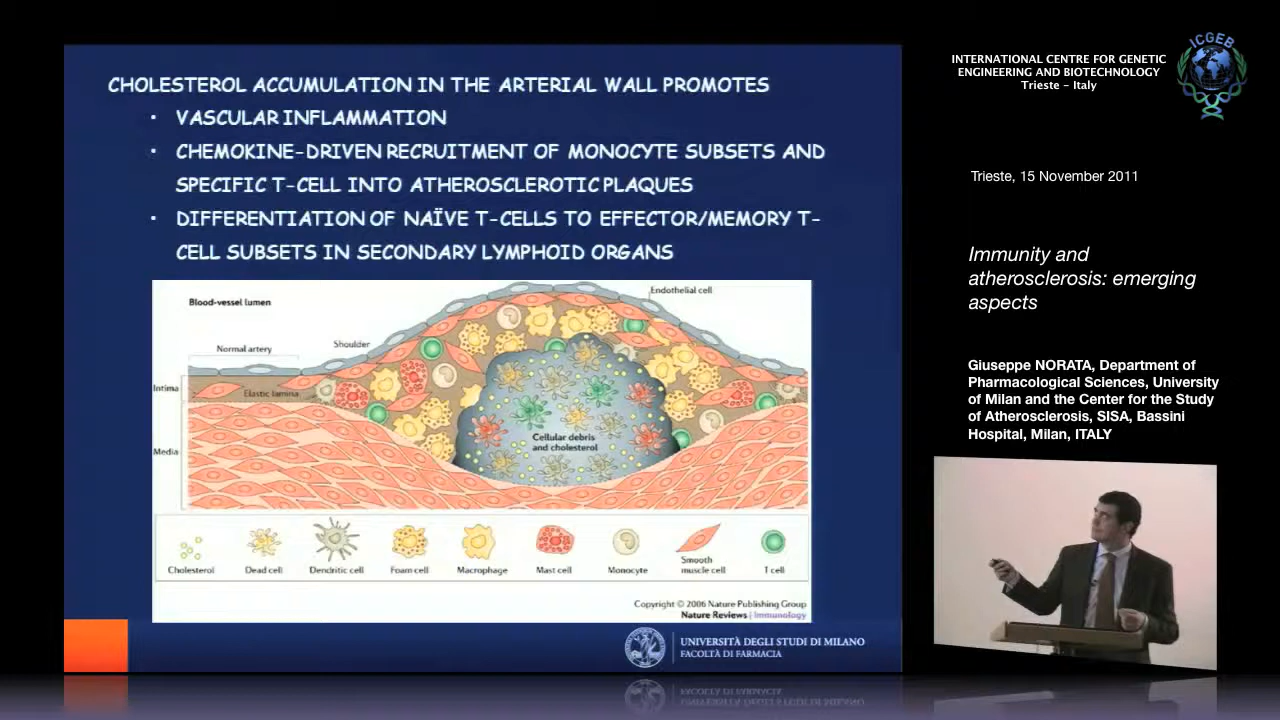 CHOLESTEROL ACCUMULATION IN THE ARTERIAL WALL PROMOTES
• VASCULAR INFLAMMATION
• CHEMOKINE-DRIVEN RECRUITMENT OF MONOCYTE SUBSETS AND
SPECIFIC T-CELL INTO ATHEROSCLEROTIC PLAQUES
• DIFFERENTIATION OF NAÏVE T-CELLS TO EFFECTOR/MEMORY T-
CELL SUBSETS IN SECONDARY LYMPHOID ORGANS
Blood-vessel lumen
Endothelial cell
Normal artery
Shoulder
Intima
Elastic lamina
Media
Cellular debris
and cholesterol
Cholesterol
Dead cell
Dendritic cell
Foam cell
Macrophage
Mast cell
Monocyte
Smooth
muscle cell
T cell
Copyright © 2006 Nature Publishing Group
Nature Reviews | Immunology
UNIVERSITÀ DEGLI STUDI DI MILANO
FACOLTÀ DI FARMACIA
INTERNATIONAL CENTRE FOR GENETIC
ENGINEERING AND BIOTECHNOLOGY
Trieste - Italy
ICGEB
Trieste, 15 November 2011
Immunity and
atherosclerosis: emerging
aspects
Giuseppe NORATA, Department of
Pharmacological Sciences, University
of Milan and the Center for the Study
of Atherosclerosis, SISA, Bassini
Hospital, Milan, ITALY